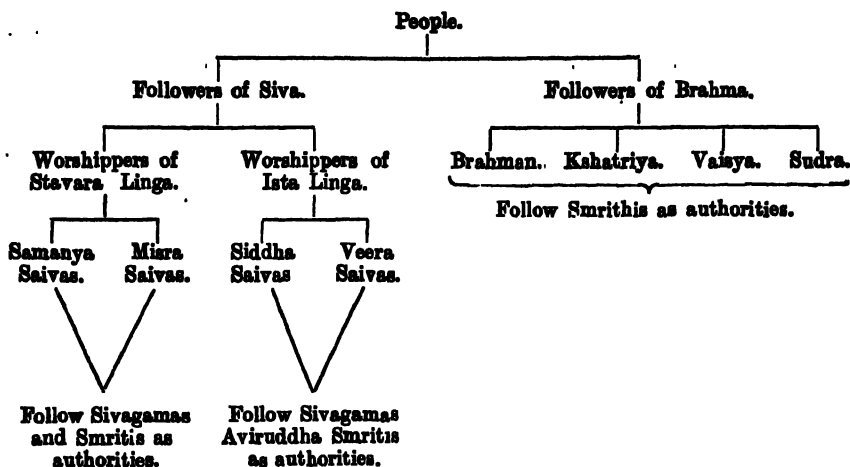 People.
Followers of Siva.
Followers of Brahma.
Worshippers of
Stavara Linga.
Worshippers of
Ista Linga.
Brahman. Kshatriya. Vaisya. Sudra.
Follow Smrithis as authorities.
Samanya
Saivas.
Misra
Saivas.
Siddha
Saivas
Veera
Saivas.
Follow Sivagamas
and Smritis as
authorities.
Follow Sivagamas
Aviruddha Smritis
as authorities.